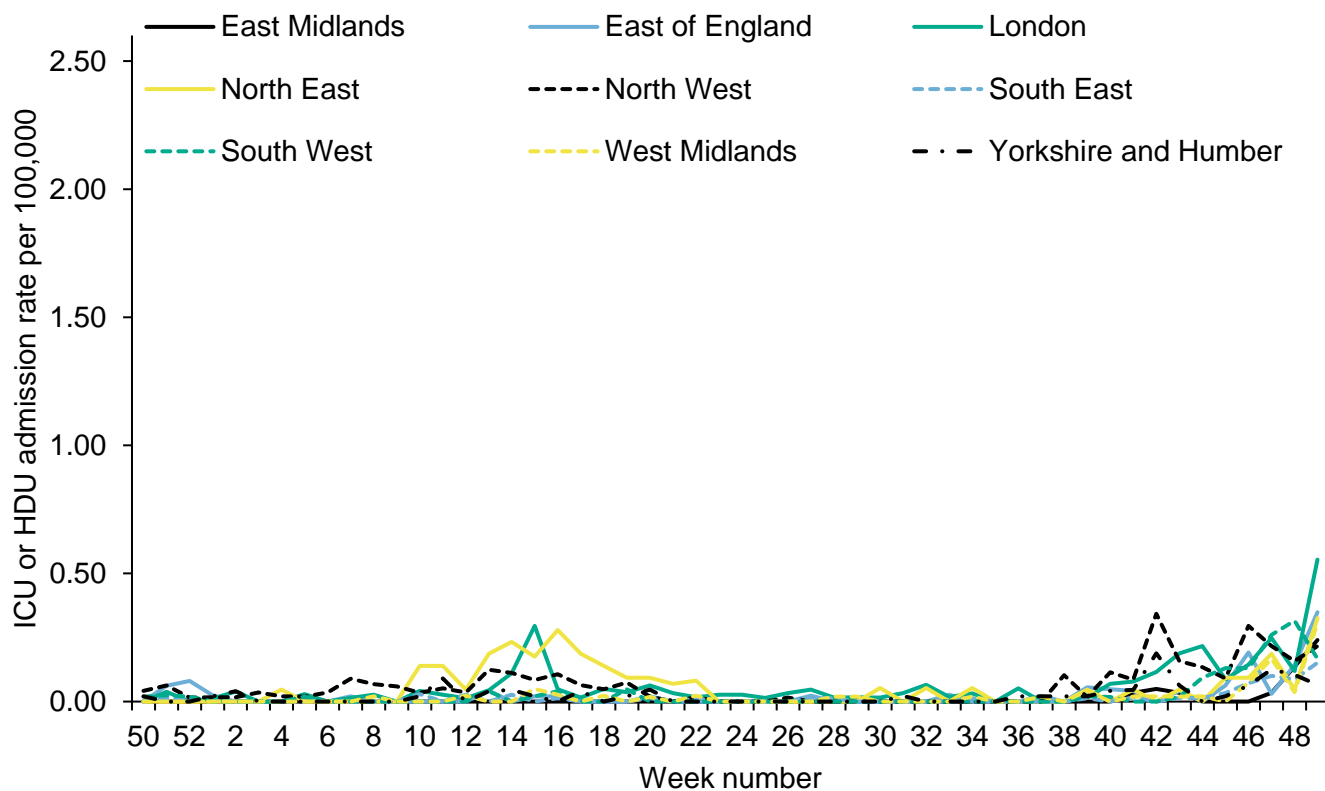 East Midlands East of England London
North East North West South East
South West West Midlands Yorkshire and Humber
ICU or HDU admission rate per 100,000
2.50
2.00
1.50
1.00
0.50
0.00
50 52 2 4 6 8 10 12 14 16 18 20 22 24 26 28 30 32 34 36 38 40 42 44 46 48
Week number